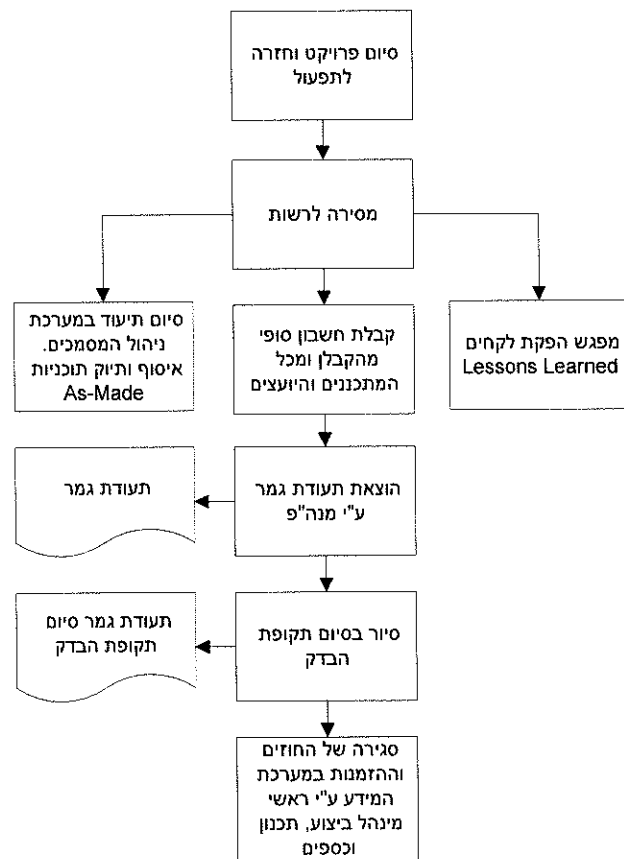 סיום פרויקט וחזרה
לתפעול
מסירה לרשות
סיום תיעוד במערכת
ניהול המסמכים.
איסוף ותיוק תוכניות
As-Made
קבלת חשבון סופי
מהקבלן ומכל
המתכננים והיועצים
מפגש הפקת לקחים
Lessons Learned
הוצאת תעודת גמר
ע"י מנה"פ
תעודת גמר
סיור בסיום תקופת
הבדק
תעודת גמר סיום
תקופת הבדק
סגירה של החוזים
וההזמנות במערכת
המידע ע"י ראשי
מינהל ביצוע, תכנון
וכספים